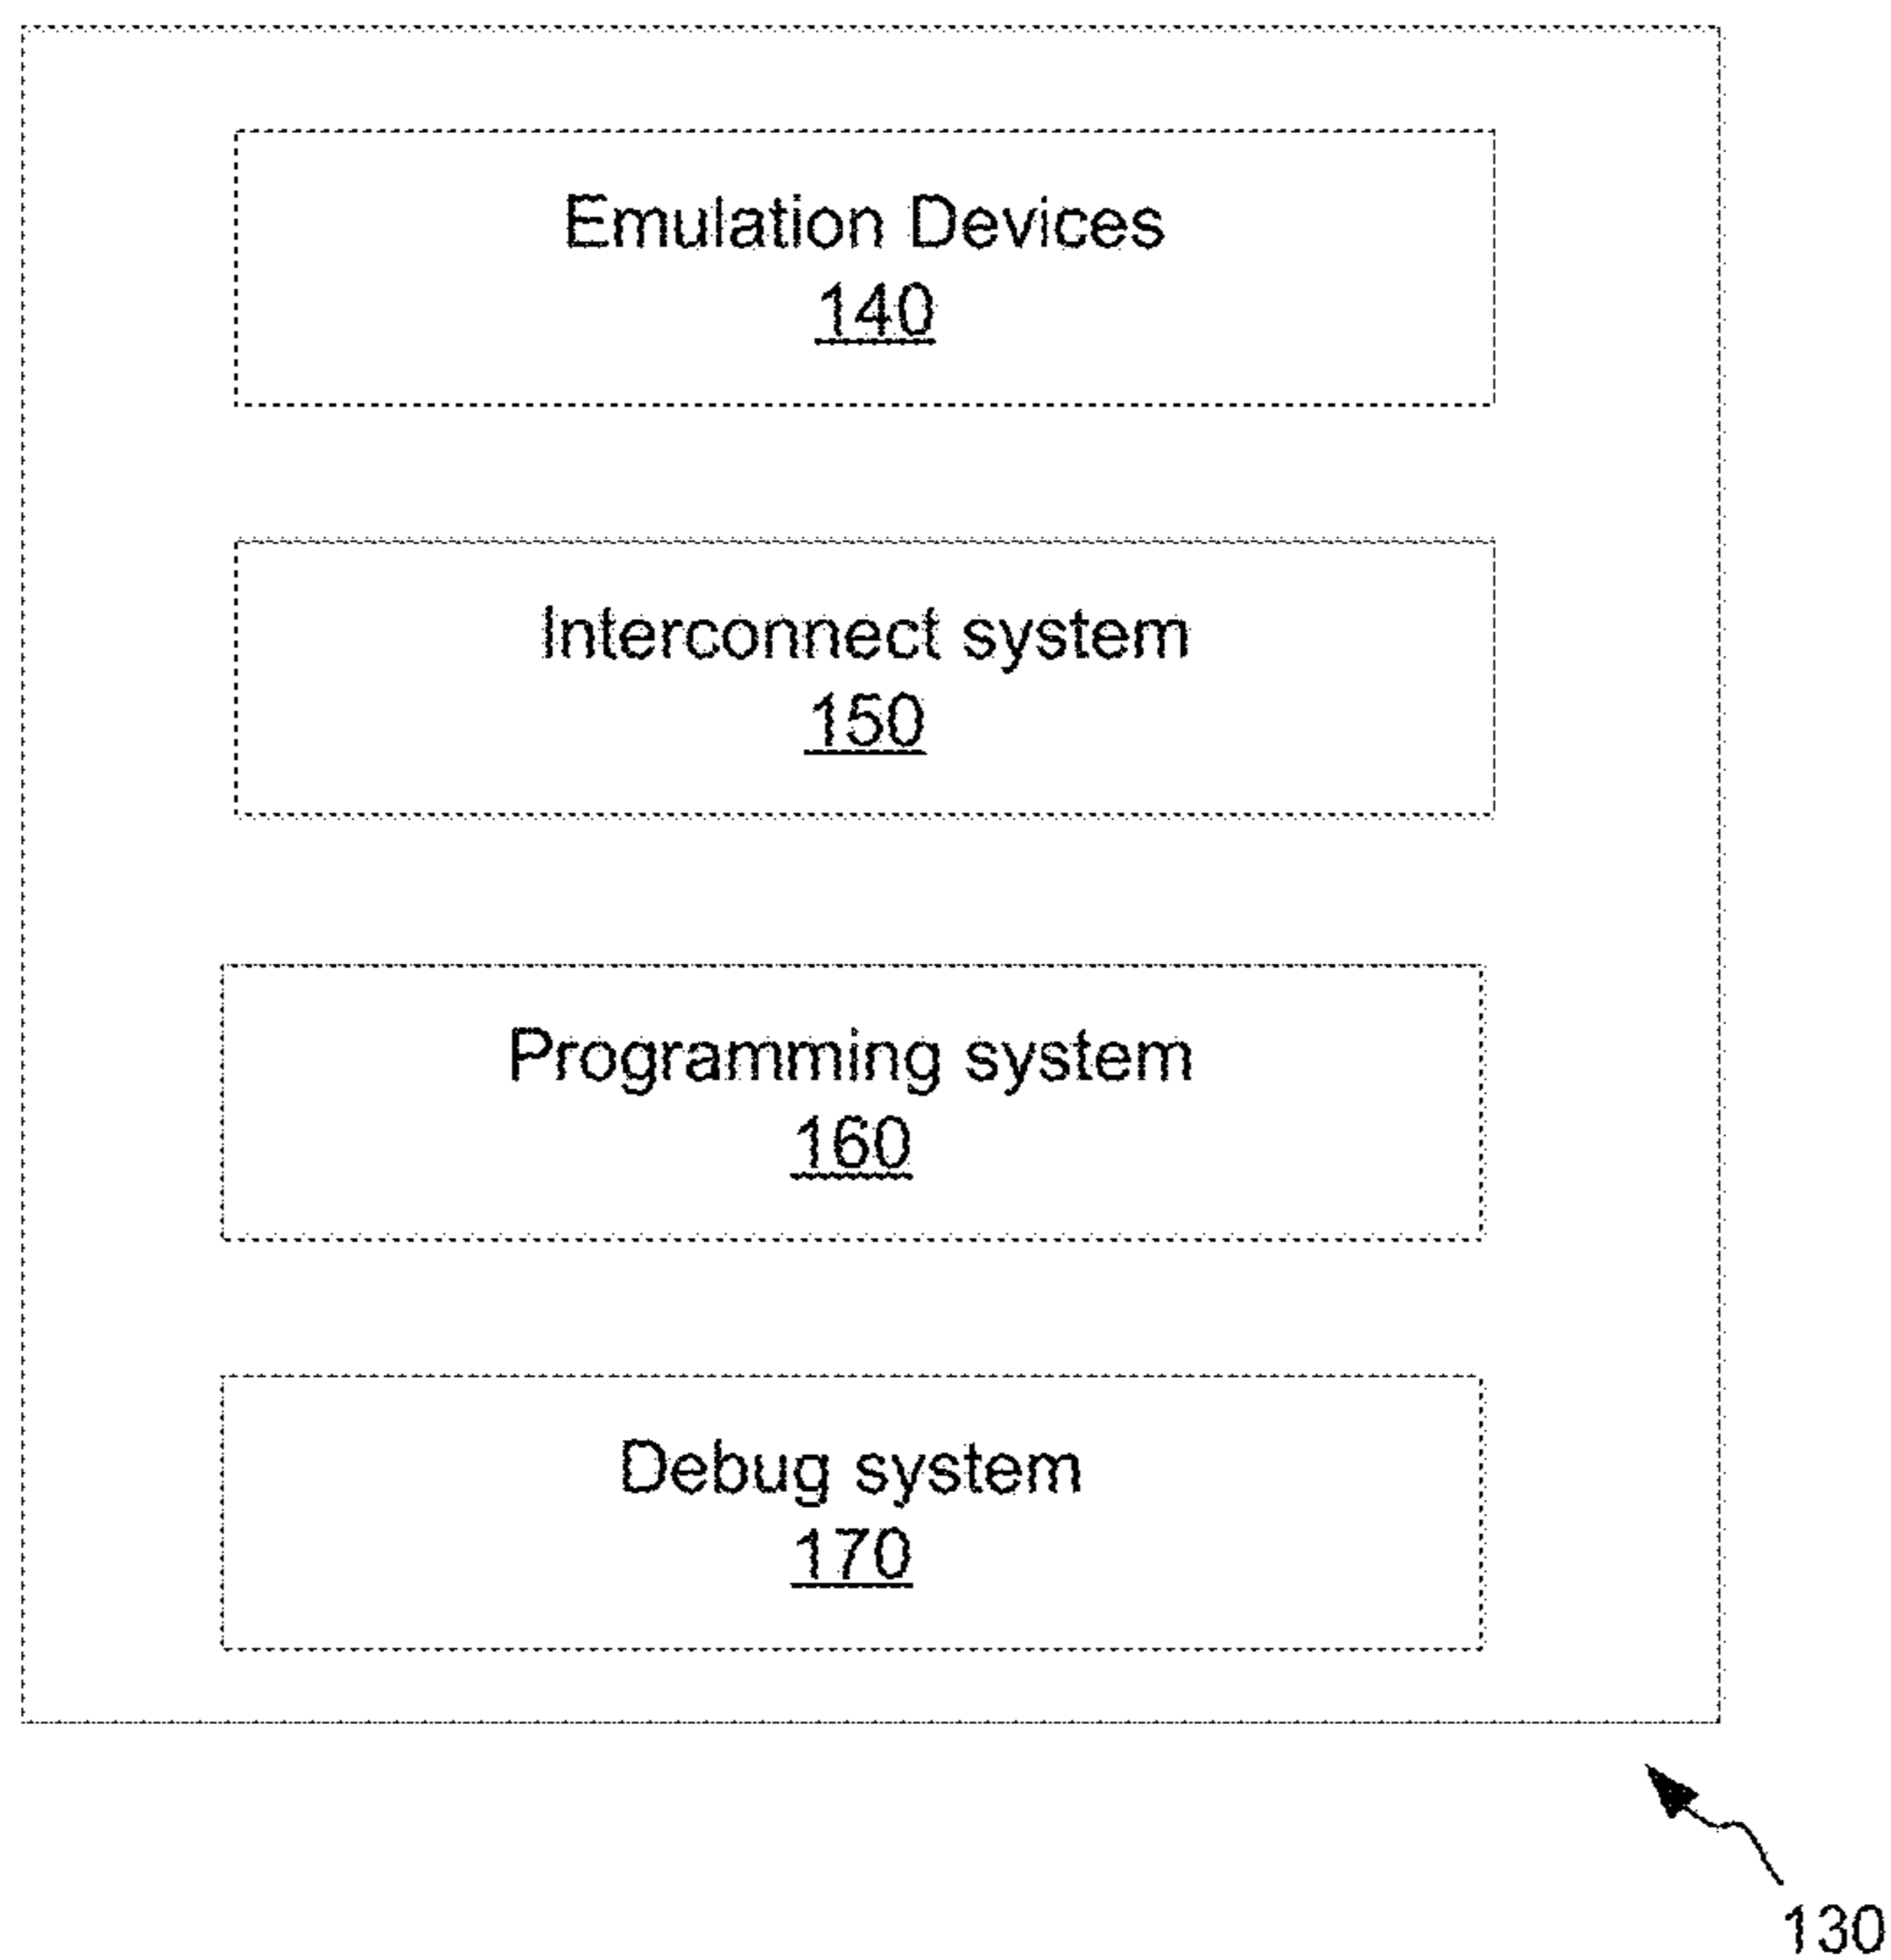 Emulation Devices
140
Interconnect system
150
Programming system
160
Debug system
170
130